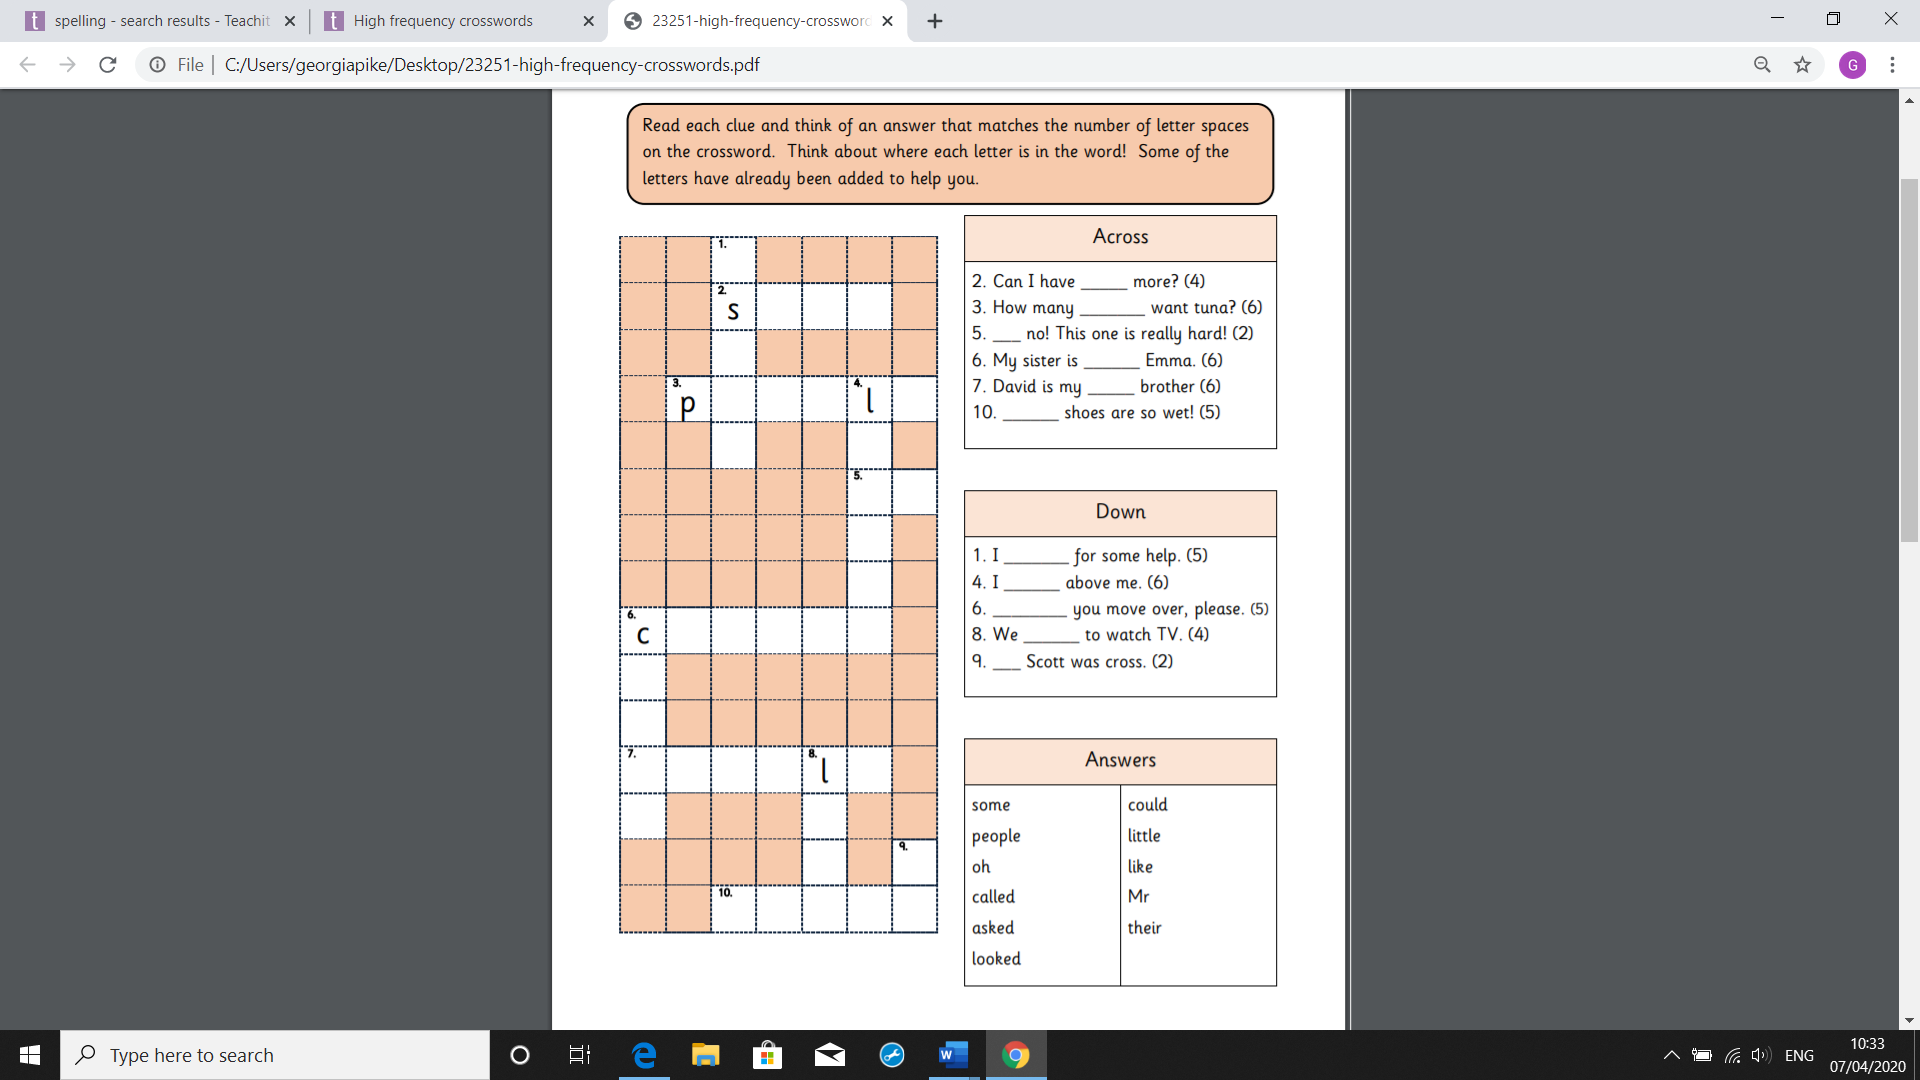 spelling - search results - Teachit
High frequency crosswords
23251-high-frequency-crossword
File
C:/Users/georgiapike/Desktop/23251-high-frequency-crosswords.pdf
G
Read each clue and think of an answer that matches the number of letter spaces
on the crossword. Think about where each letter is in the word! Some of the
letters have already been added to help you.
1.
2.
s
3.
p
4.
l
5.
6.
c
7.
8.
l
9.
10.
Across
2. Can I have _____ more? (4)
3. How many _______ want tuna? (6)
5. ___ no! This one is really hard! (2)
6. My sister is ______ Emma. (6)
7. David is my _____ brother (6)
10. ______ shoes are so wet! (5)
Down
1. I _______ for some help. (5)
4. I ______ above me. (6)
6. ________ you move over, please. (5)
8. We ______ to watch TV. (4)
9. ___ Scott was cross. (2)
Answers
some
people
oh
called
asked
looked
could
little
like
Mr
their
Type here to search
ENG
10:33
07/04/2020